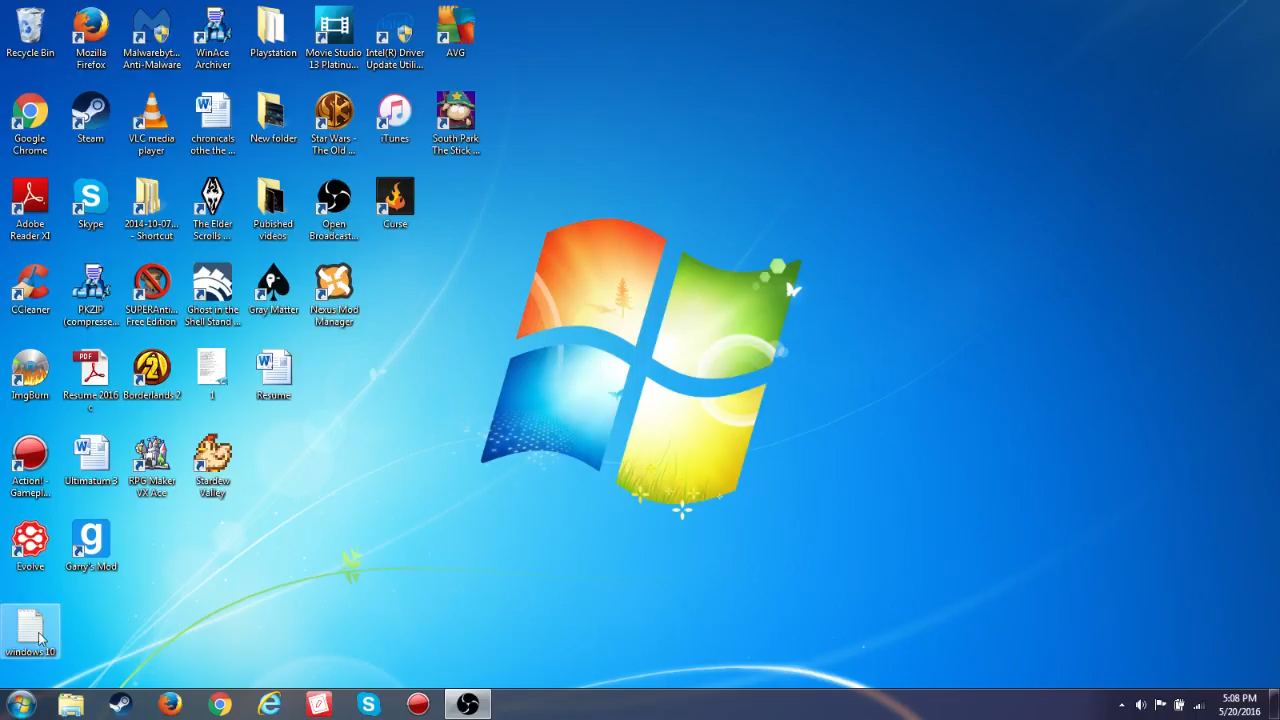 Recycle Bin
Mozilla
Firefox
Malwarebyt...
Anti-Malware
WinAce
Archiver
Playstation
Movie Studio
13 Platinu...
Intel(R) Driver
Update Utili...
AVG
Google
Chrome
Steam
VLC media
player
chronicals
othe the ...
New folder
Star Wars -
The Old ...
iTunes
South Park
The Stick ...
Adobe
Reader XI
Skype
2014-10-07...
- Shortcut
The Elder
Scrolls ...
Pubished
videos
Open
Broadcast...
Curse
CCleaner
PKZIP
(compresse...
SUPERAnti...
Free Edition
Ghost in the
Shell Stand ...
Gray Matter
Nexus Mod
Manager
ImgBurn
PDF
Resume 2016
c
Borderlands 2
1
Resume
Action! -
Gamepl...
Ultimatum 3
RPG Maker
VX Ace
Stardew
Valley
Evolve
g
Garry's Mod
windows 10
5:08 PM
5/20/2016